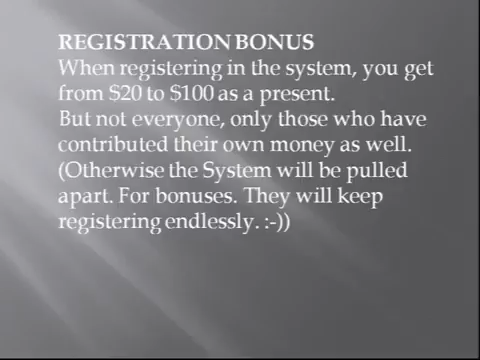 REGISTRATION BONUS
When registering in the system, you get
from $20 to $100 as a present.
But not everyone, only those who have
contributed their own money as well.
(Otherwise the System will be pulled
apart. For bonuses. They will keep
registering endlessly. :-))